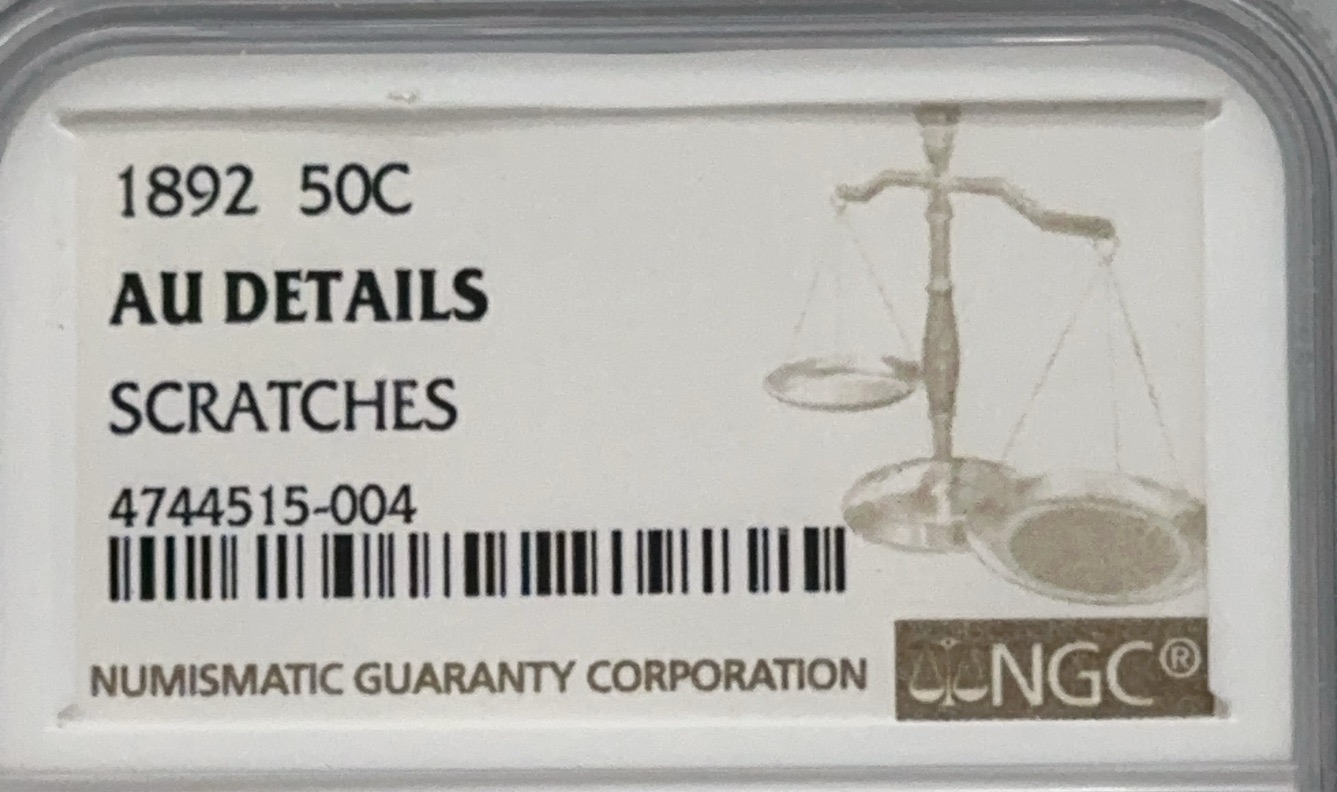 1892 50C
AU DETAILS
SCRATCHES
4744515-004
NUMISMATIC GUARANTY CORPORATION
NGC®